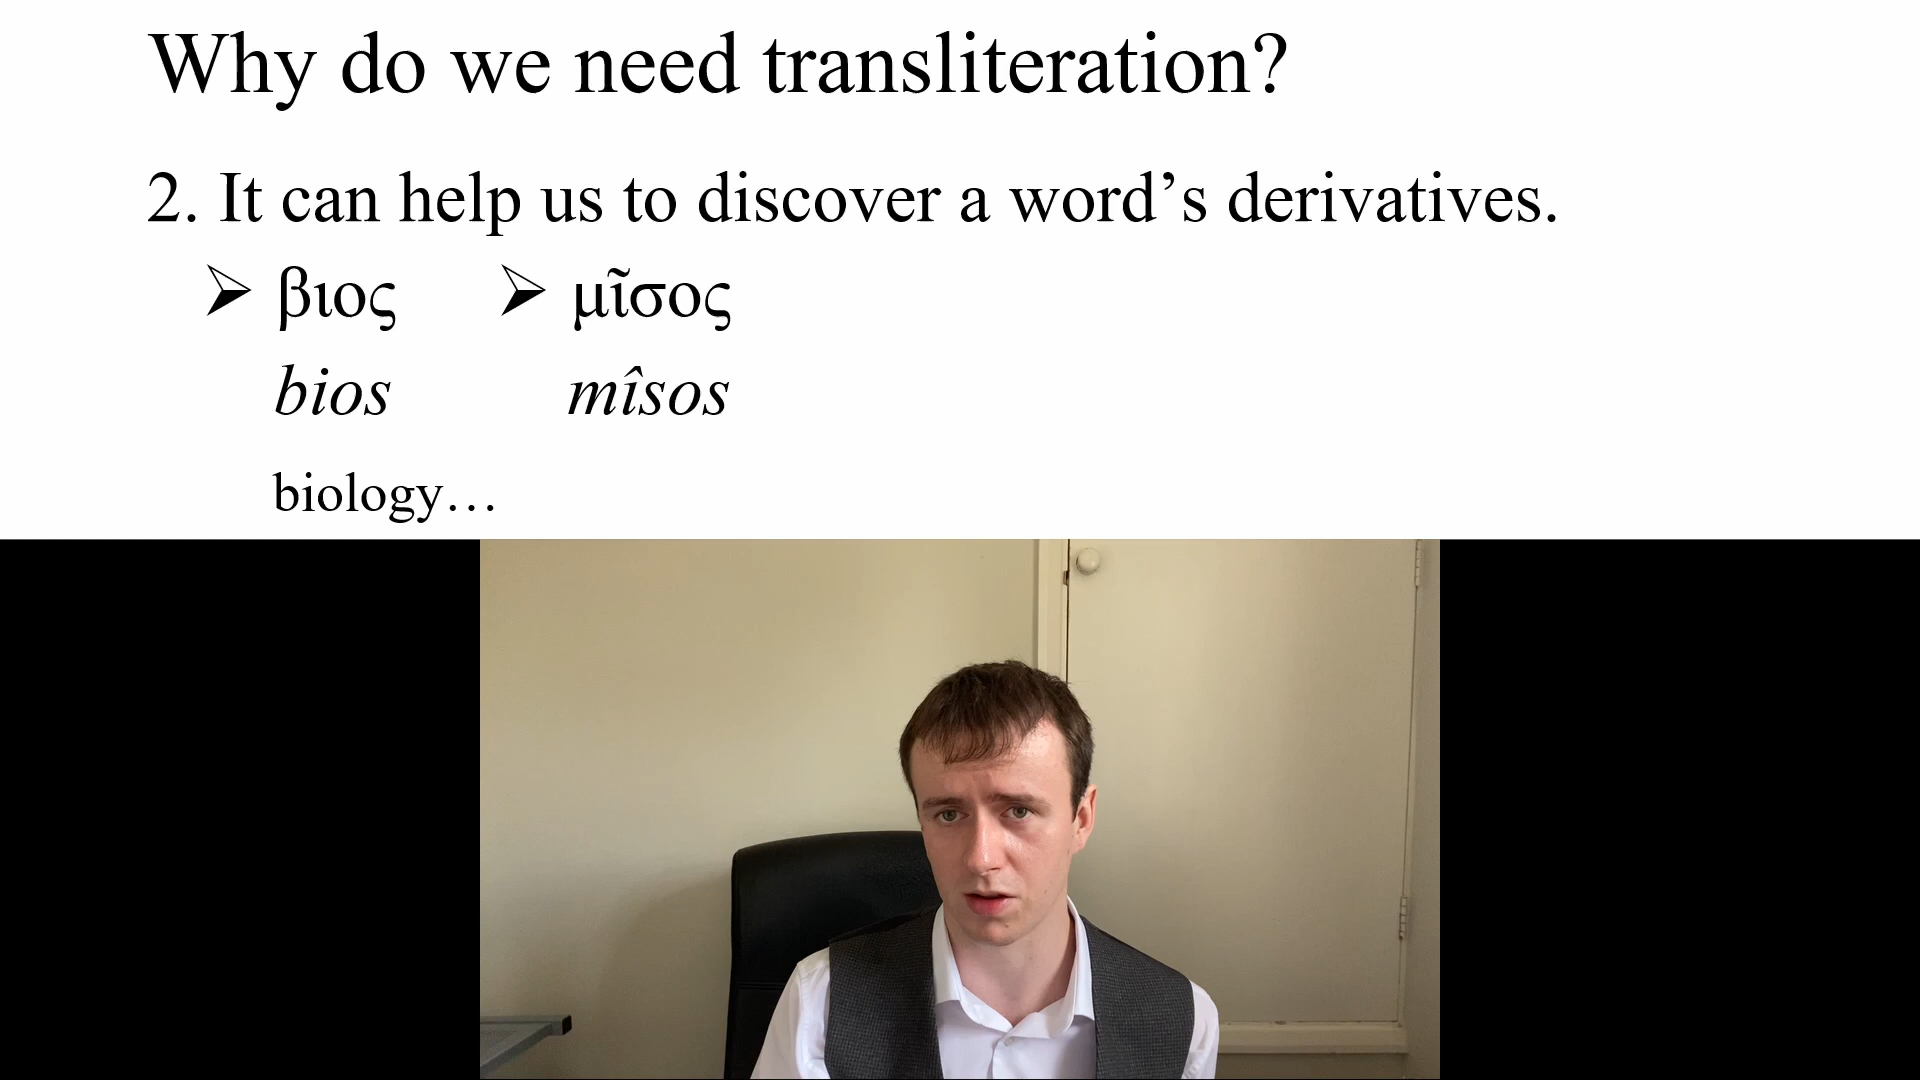 Why do we need transliteration?
2. It can help us to discover a word’s derivatives.
➢ βιος ➢ μῖσος
bios mîsos
biology…